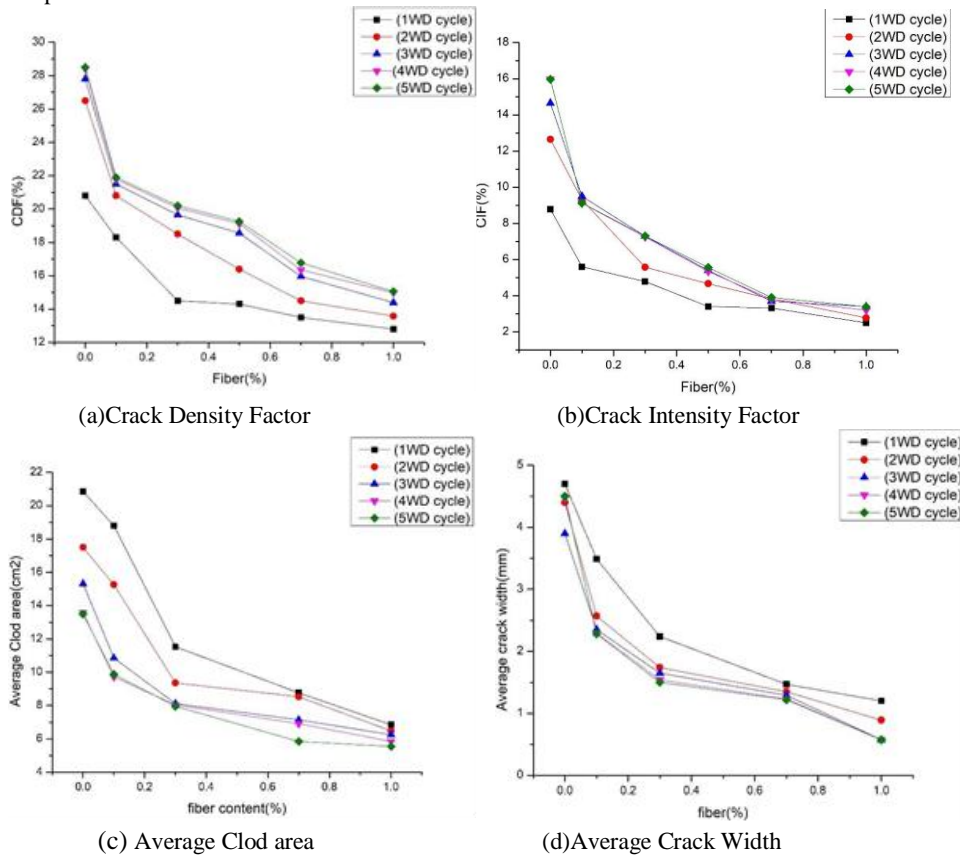 (1WD cycle)
(2WD cycle)
(3WD cycle)
(4WD cycle)
(5WD cycle)
30
28
26
24
22
20
18
16
14
12
CDF(%)
0.0 0.2 0.4 0.6 0.8 1.0
Fiber(%)
(a)Crack Density Factor
(1WD cycle)
(2WD cycle)
(3WD cycle)
(4WD cycle)
(5WD cycle)
18
16
14
12
10
8
6
4
2
CIF(%)
0.0 0.2 0.4 0.6 0.8 1.0
Fiber(%)
(b)Crack Intensity Factor
(1WD cycle)
(2WD cycle)
(3WD cycle)
(4WD cycle)
(5WD cycle)
22
20
18
16
14
12
10
8
6
4
Average Clod area(cm2)
0.0 0.2 0.4 0.6 0.8 1.0
fiber content(%)
(c) Average Clod area
(1WD cycle)
(2WD cycle)
(3WD cycle)
(4WD cycle)
(5WD cycle)
5
4
3
2
1
0
Average crack width(mm)
0.0 0.2 0.4 0.6 0.8 1.0
fiber(%)
(d)Average Crack Width